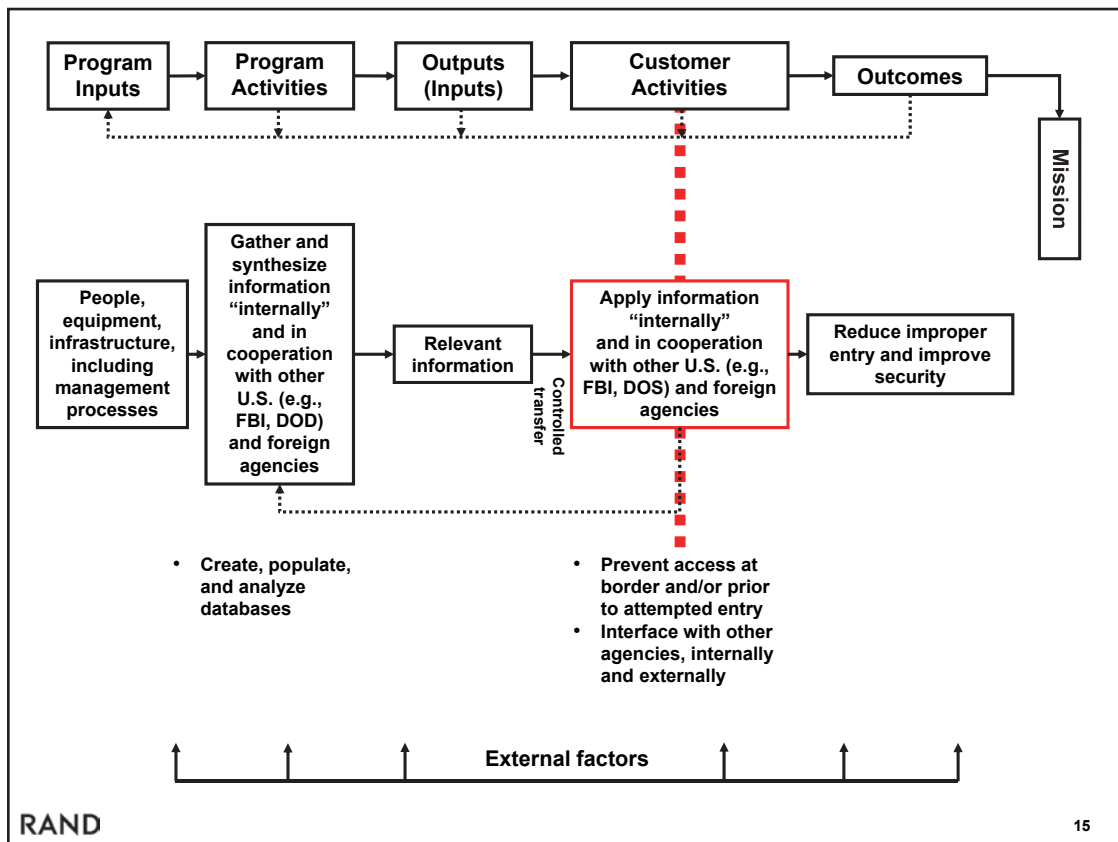 Program
Inputs
Program
Activities
Outputs
(Inputs)
Customer
Activities
Outcomes
Mission
People,
equipment,
infrastructure,
including
management
processes
Gather and
synthesize
information
“internally”
and in
cooperation
with other
U.S. (e.g.,
FBI, DOD)
and foreign
agencies
Relevant
information
Controlled
transfer
Apply information
“internally”
and in cooperation
with other U.S. (e.g.,
FBI, DOS) and foreign
agencies
Reduce improper
entry and improve
security
• Create, populate,
and analyze
databases
• Prevent access at
border and/or prior
to attempted entry
• Interface with other
agencies, internally
and externally
External factors
RAND
15